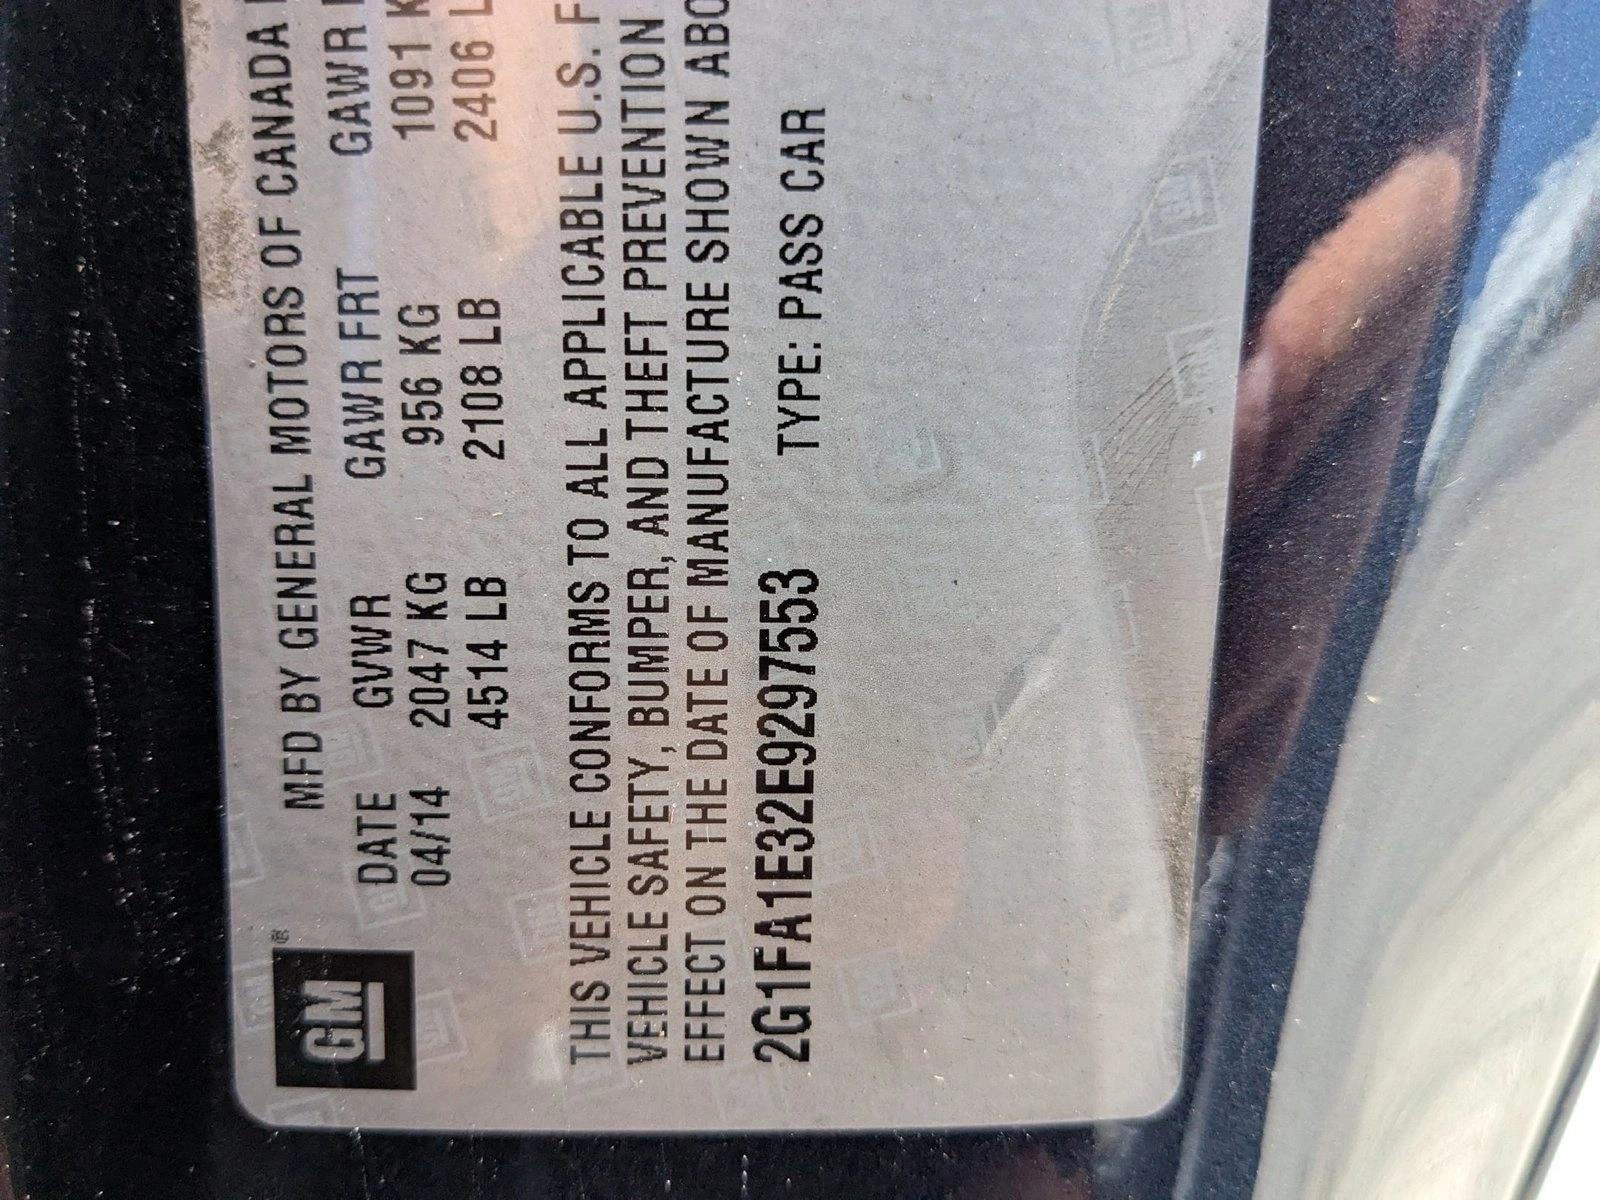 GM®
MFD BY GENERAL MOTORS OF CANADA
DATE GVWR GAWR FRT GAWR
04/14 2047 KG 956 KG 1091 K
4514 LB 2108 LB 2406 L
THIS VEHICLE CONFORMS TO ALL APPLICABLE U.S. F
VEHICLE SAFETY, BUMPER, AND THEFT PREVENTION
EFFECT ON THE DATE OF MANUFACTURE SHOWN ABO
2G1FA1E32E9297553 TYPE: PASS CAR